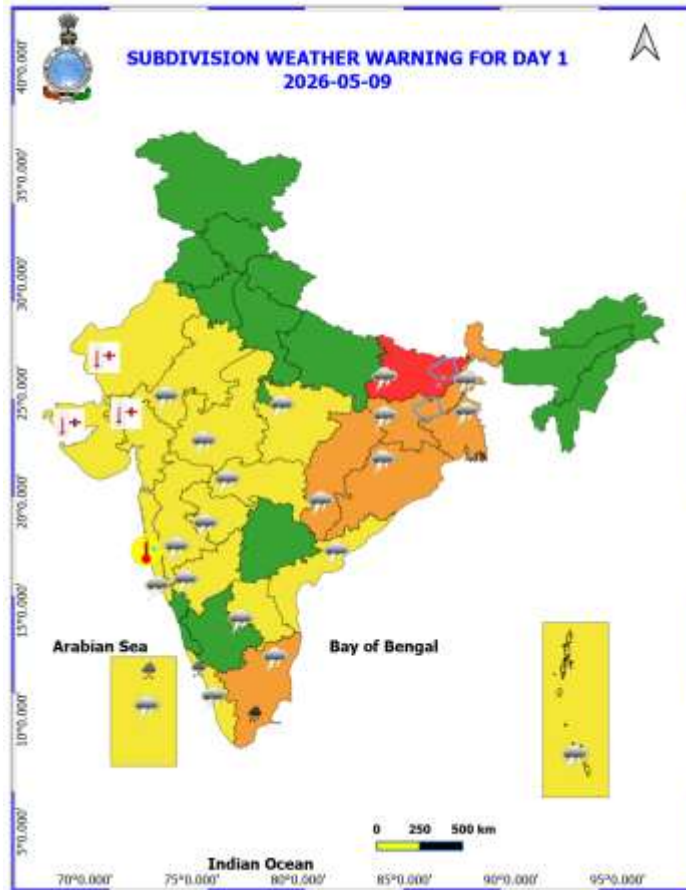 SUBDIVISION WEATHER WARNING FOR DAY 1
2026-05-09
40°0.000'
35°0.000'
30°0.000'
25°0.000'
20°0.000'
15°0.000'
10°0.000'
5°0.000'
Arabian Sea
Bay of Bengal
0 250 500 km
Indian Ocean
70°0.000' 75°0.000' 80°0.000' 85°0.000' 90°0.000' 95°0.000'